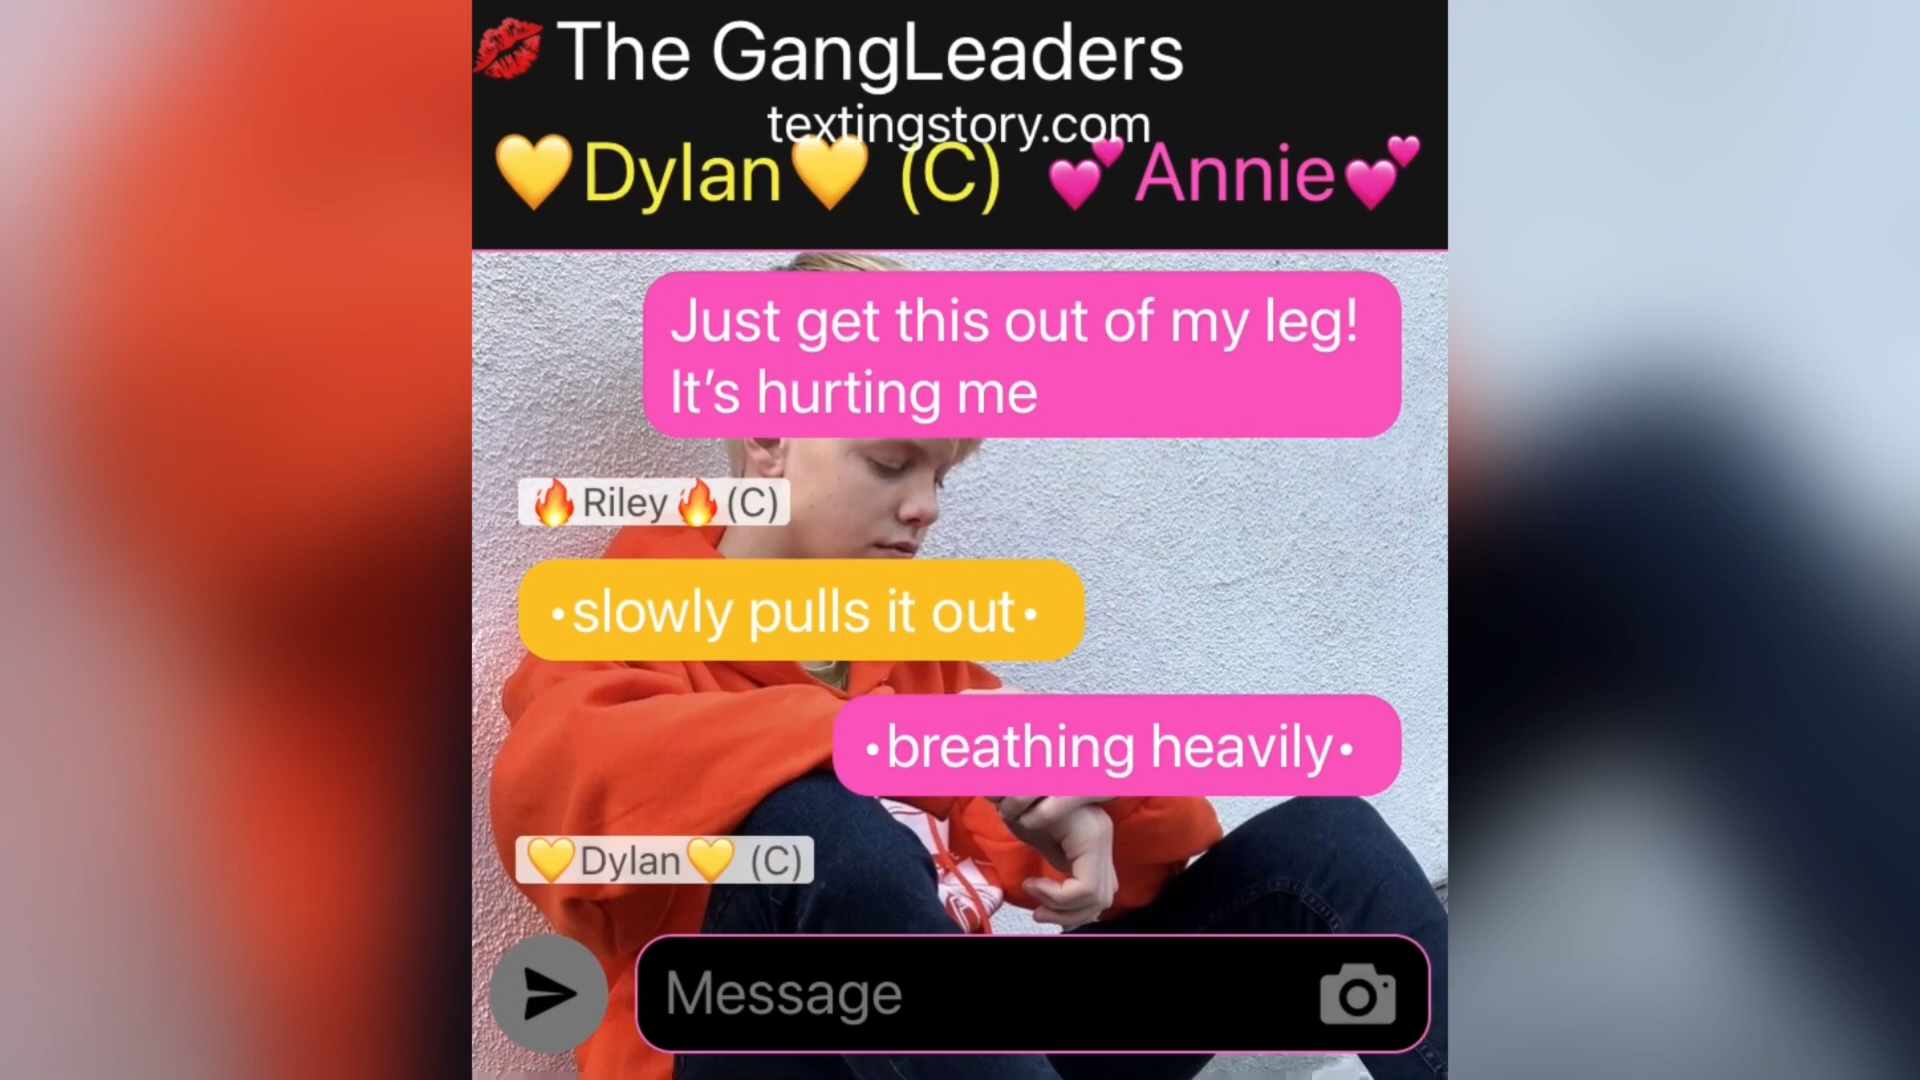 💋The GangLeaders
textingstory.com
💛Dylan💛 (C) 💕Annie💕
Just get this out of my leg!
It’s hurting me
🔥Riley🔥(C)
•slowly pulls it out•
•breathing heavily•
💛Dylan💛 (C)
Message